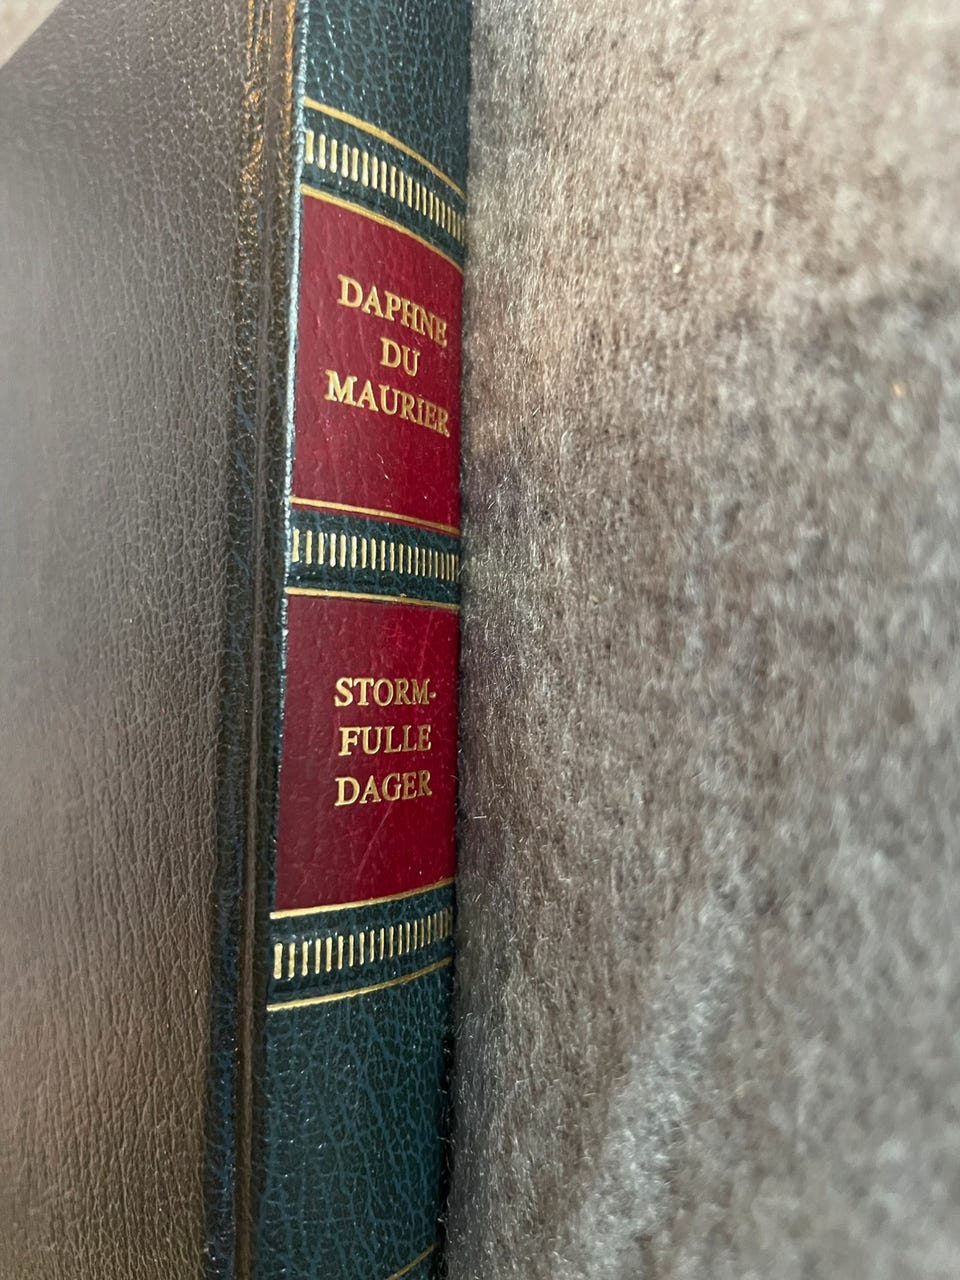 DAPHNE
DU
MAURIER
STORM-
FULLE
DAGER